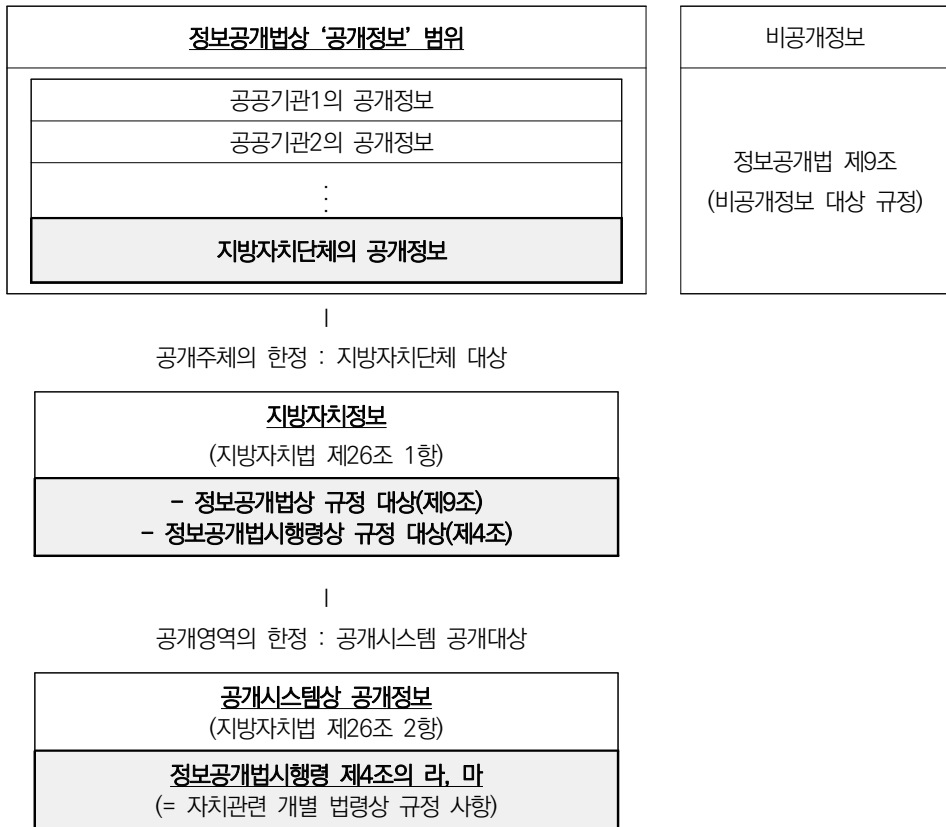 정보공개법상 ‘공개정보’ 범위
공공기관1의 공개정보
공공기관2의 공개정보
⋮
지방자치단체의 공개정보
비공개정보
정보공개법 제9조
(비공개정보 대상 규정)
|
공개주체의 한정 : 지방자치단체 대상
지방자치정보
(지방자치법 제26조 1항)
- 정보공개법상 규정 대상(제9조)
- 정보공개법시행령상 규정 대상(제4조)
|
공개영역의 한정 : 공개시스템 공개대상
공개시스템상 공개정보
(지방자치법 제26조 2항)
정보공개법시행령 제4조의 라, 마
(= 자치관련 개별 법령상 규정 사항)